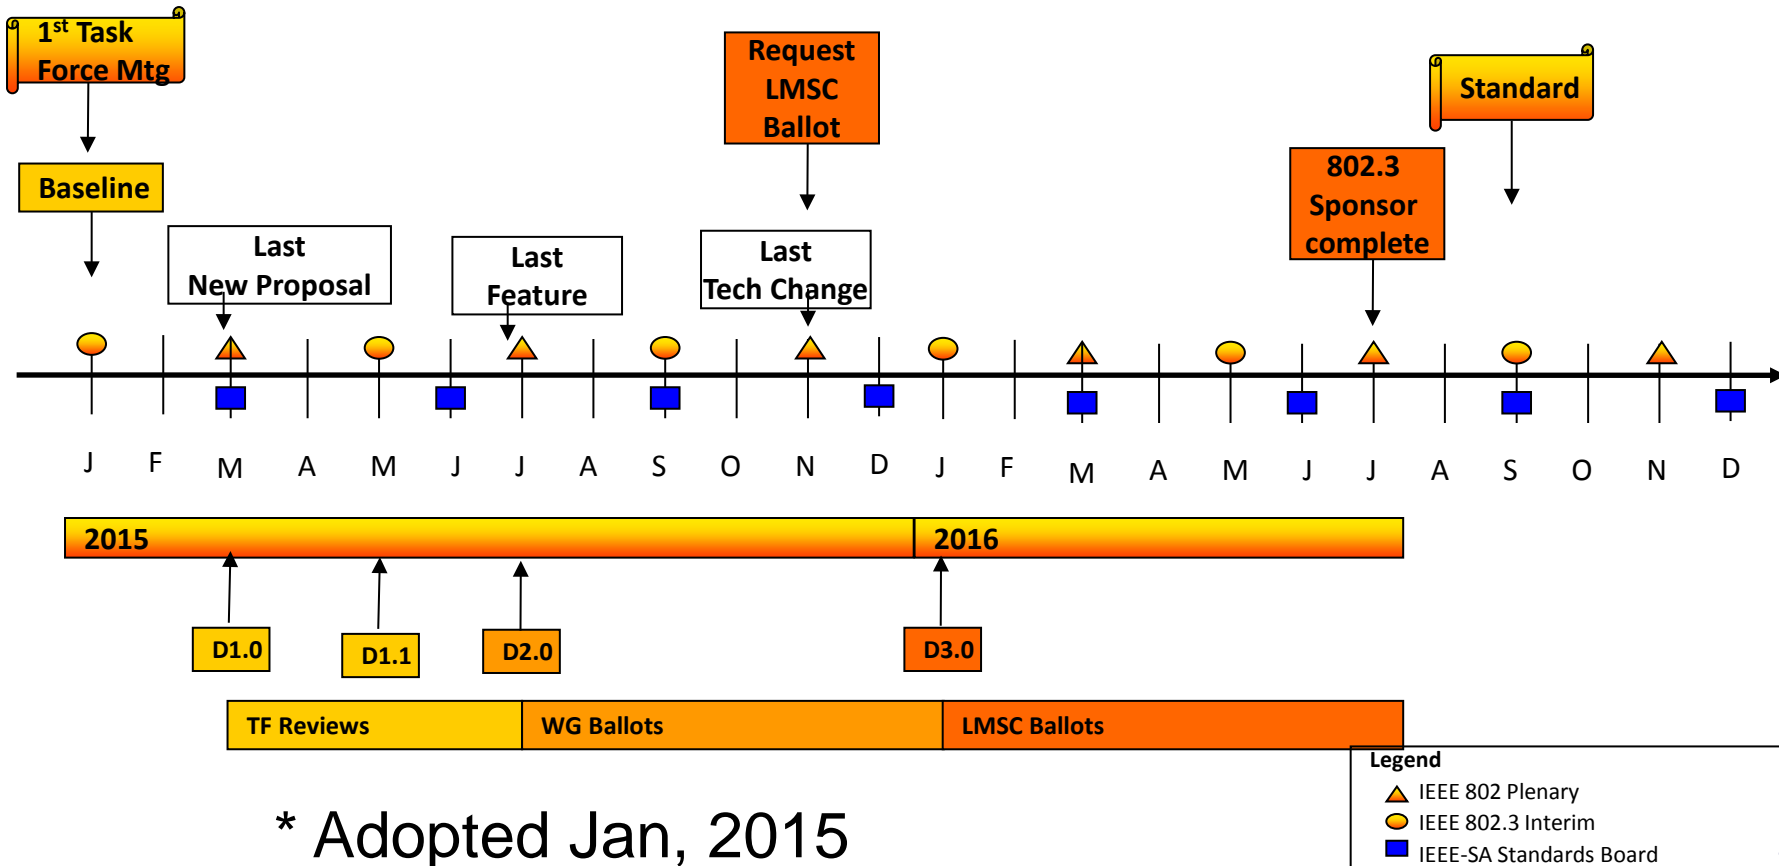 1st Task
Force Mtg
Baseline
Last
New Proposal
Last
Feature
Request
LMSC
Ballot
Last
Tech Change
802.3
Sponsor
complete
Standard
J F M A M J J A S O N D J F M A M J J A S O N D
2015 2016
D1.0 D1.1 D2.0 D3.0
TF Reviews WG Ballots LMSC Ballots
* Adopted Jan, 2015
Legend
IEEE 802 Plenary
IEEE 802.3 Interim
IEEE-SA Standards Board